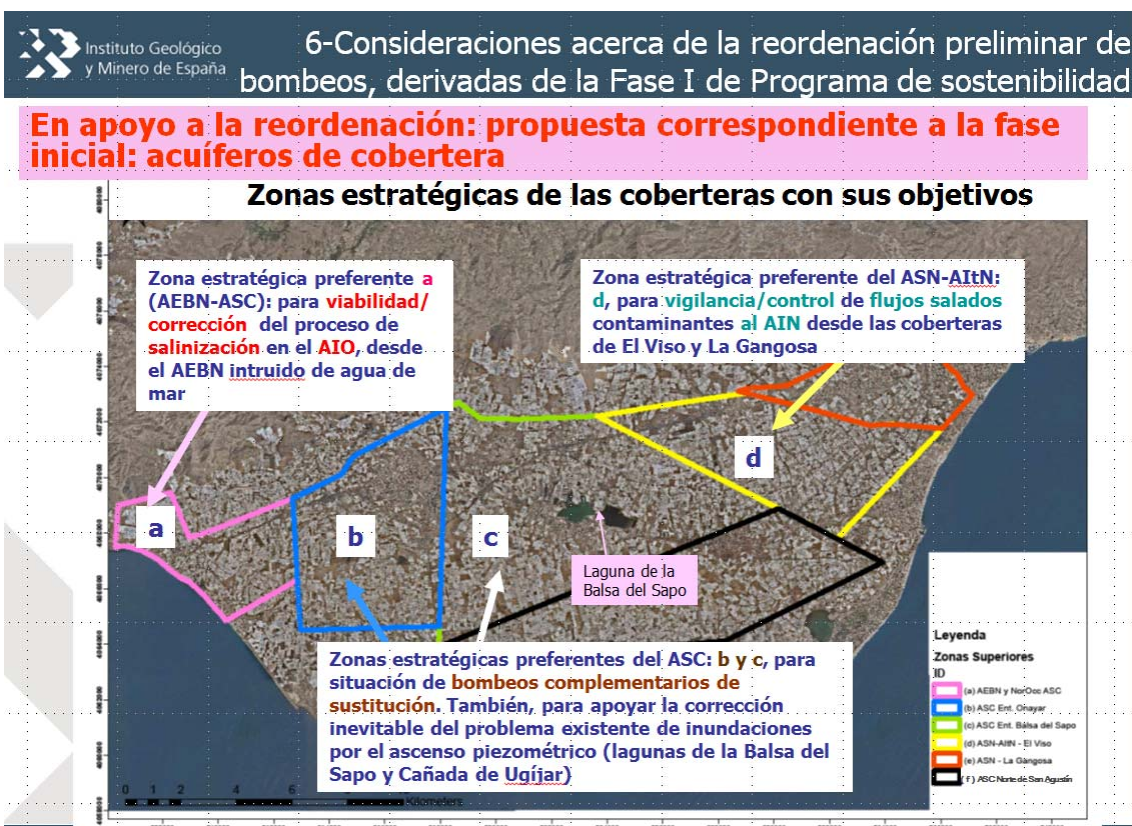 Instituto Geológico
y Minero de España
6-Consideraciones acerca de la reordenación preliminar de
bombeos, derivadas de la Fase I de Programa de sostenibilidad
En apoyo a la reordenación: propuesta correspondiente a la fase
inicial: acuíferos de cobertera
Zonas estratégicas de las coberteras con sus objetivos
Zona estratégica preferente a
(AEBN-ASC): para viabilidad/
corrección del proceso de
salinización en el AIO, desde
el AEBN intruido de agua de
mar
Zona estratégica preferente del ASN-AItN:
d, para vigilancia/control de flujos salados
contaminantes al AIN desde las coberteras
de El Viso y La Gangosa
a
b
c
d
Laguna de la
Balsa del Sapo
Zonas estratégicas preferentes del ASC: b y c, para
situación de bombeos complementarios de
sustitución. También, para apoyar la corrección
inevitable del problema existente de inundaciones
por el ascenso piezométrico (lagunas de la Balsa del
Sapo y Cañada de Ugíjar)
Leyenda
Zonas Superiores
ID
(a) AEBN y NorOcc ASC
(b) ASC Ent. Onayar
(c) ASC Ent. Balsa del Sapo
(d) ASN-AItN - El Viso
(e) ASN - La Gangosa
( f ) ASC Norte de San Agustín
0 1 2 4 6
Kilometers